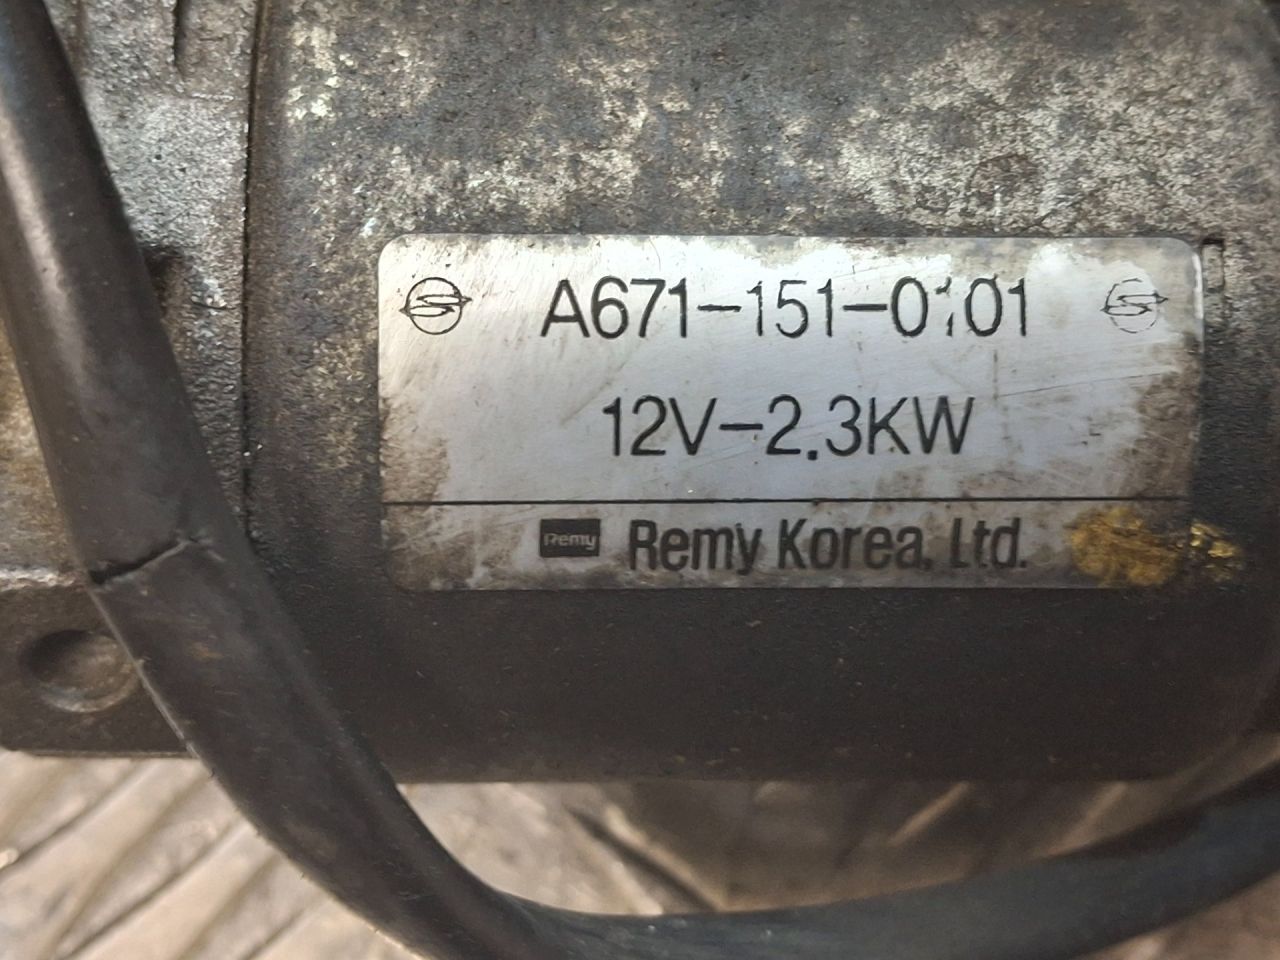 A671-151-0101
12V-2.3KW
Remy Remy Korea, Ltd.